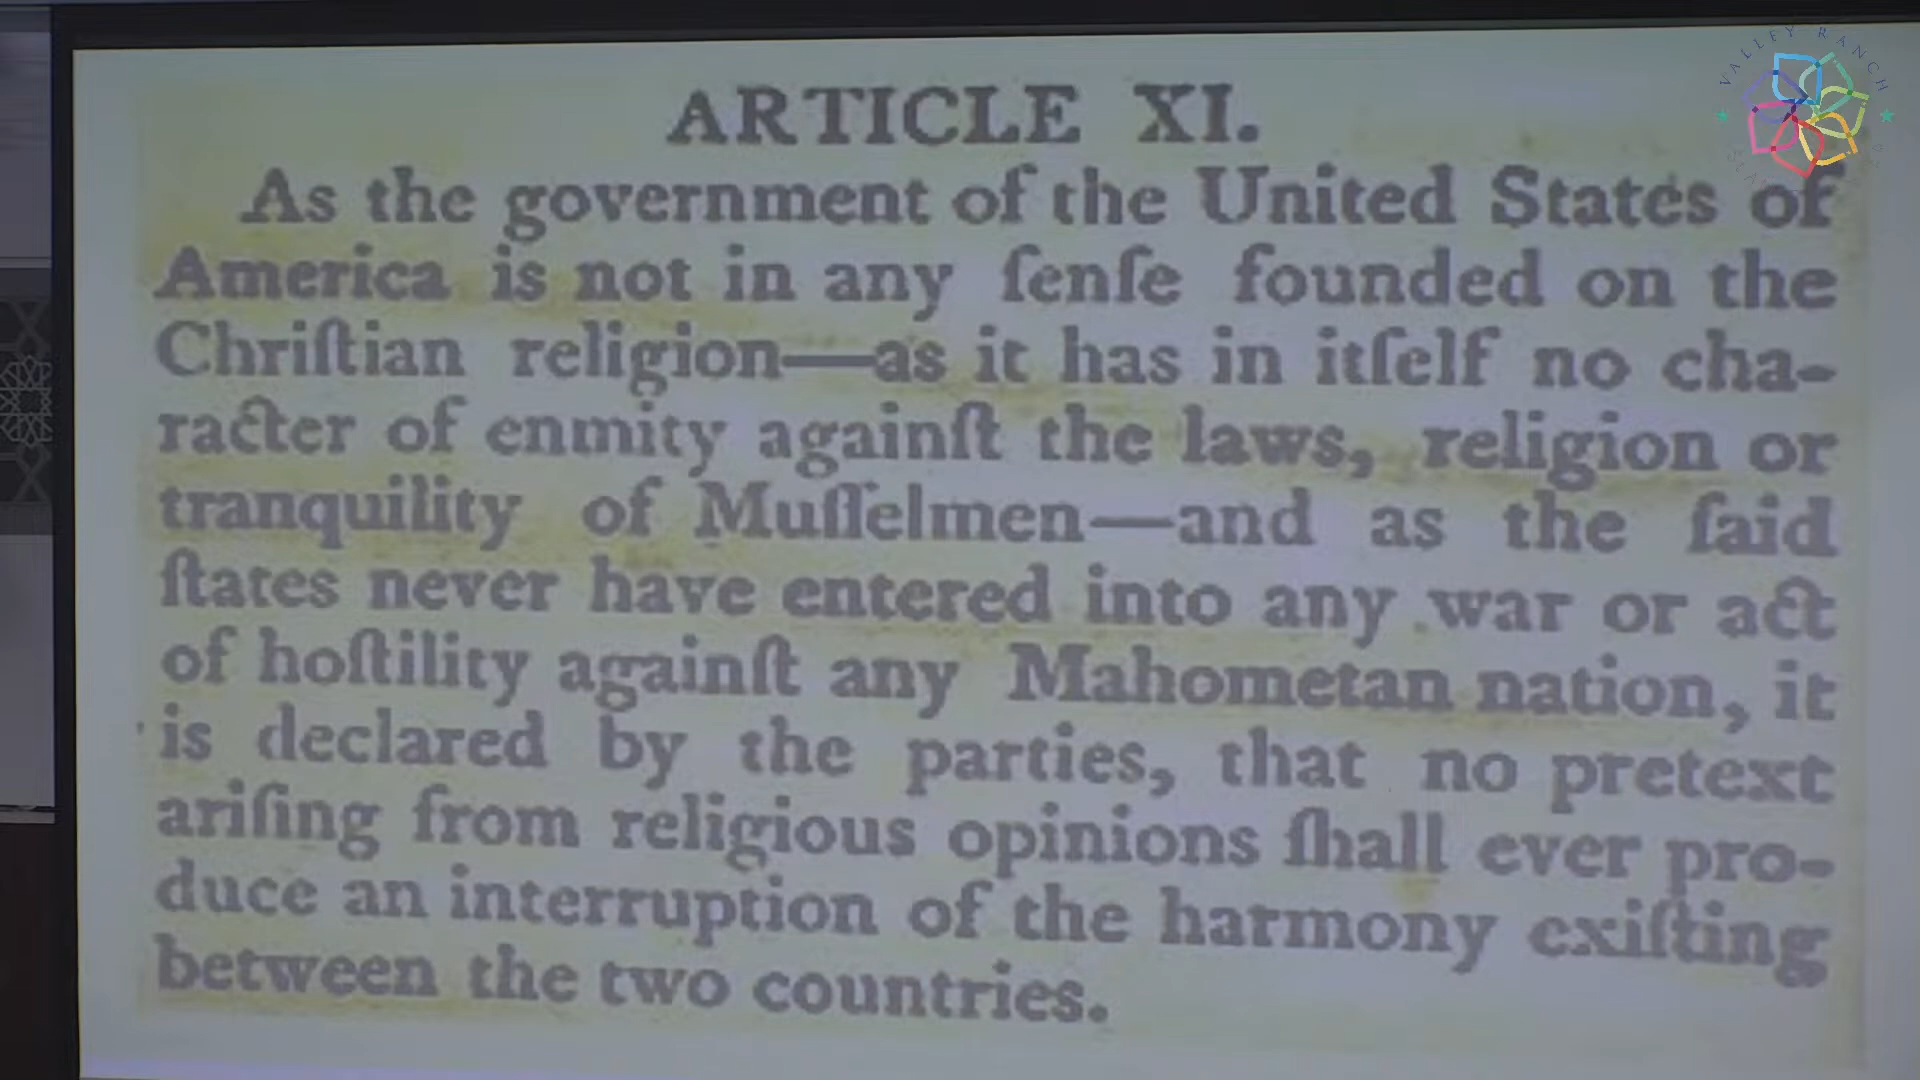 VALLEY RANCH
ARTICLE XI.
As the government of the United States of
America is not in any ſenſe founded on the
Chriſtian religion—as it has in itſelf no cha-
racter of enmity againſt the laws, religion or
tranquility of Muſſelmen—and as the ſaid
ſtates never have entered into any war or act
of hoſtility againſt any Mahometan nation, it
is declared by the parties, that no pretext
ariſing from religious opinions ſhall ever pro-
duce an interruption of the harmony exiſting
between the two countries.